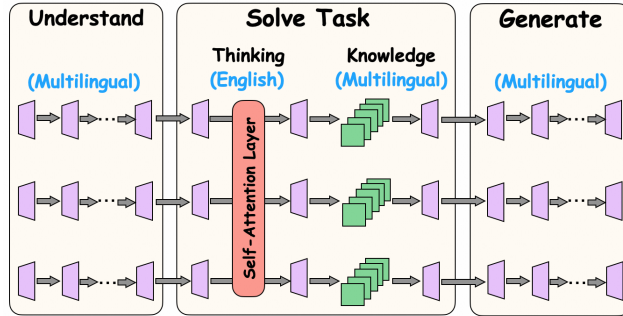 Understand
Solve Task
Generate
Thinking
Knowledge
(Multilingual)
(English)
(Multilingual)
(Multilingual)
Self-Attention Layer